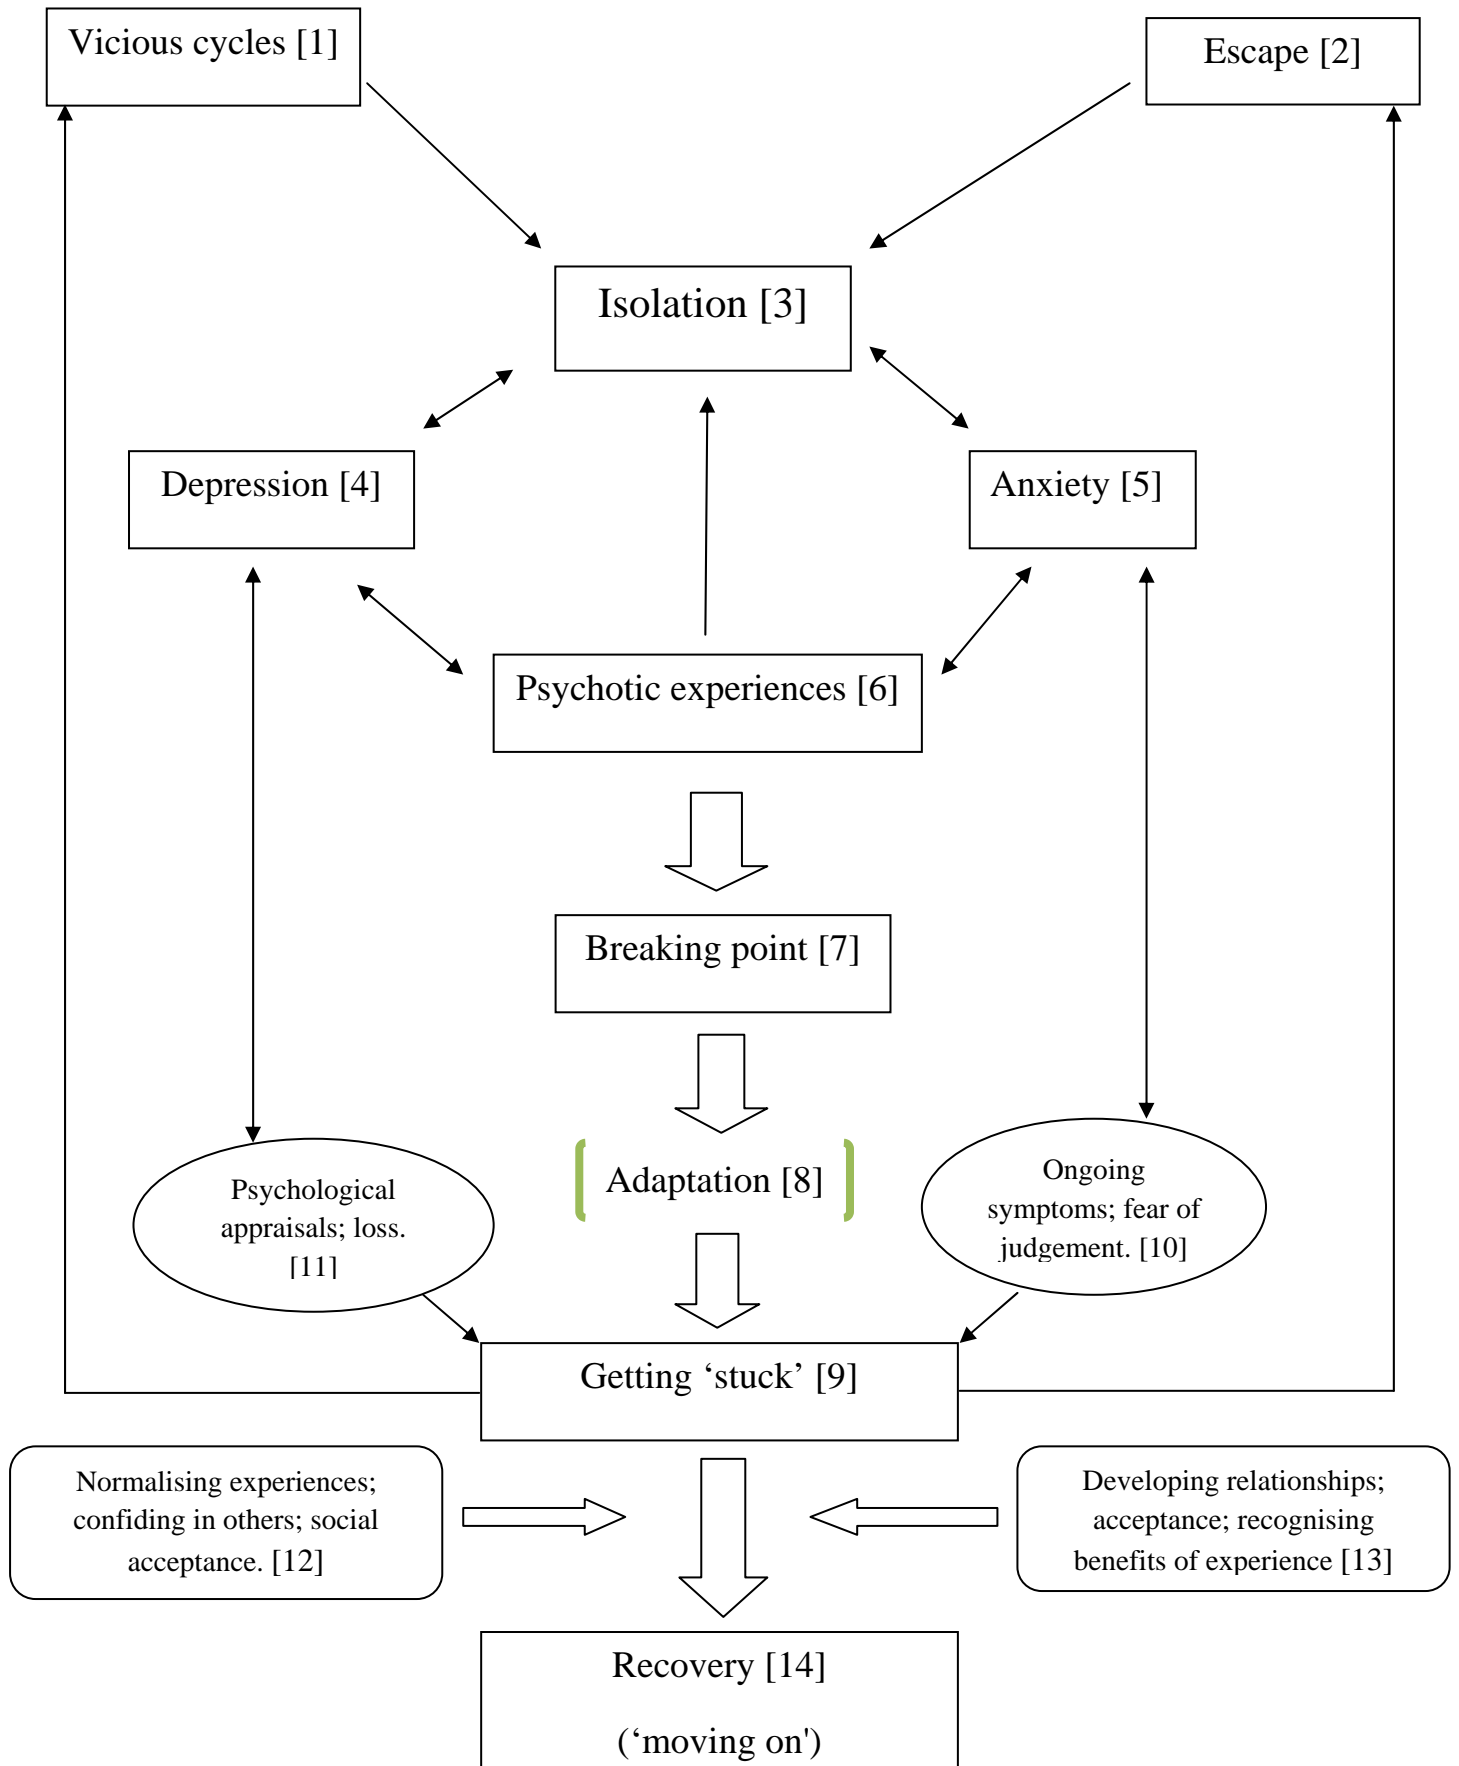 Vicious cycles [1]
Escape [2]
Isolation [3]
Depression [4]
Anxiety [5]
Psychotic experiences [6]
Breaking point [7]
Adaptation [8]
Psychological
appraisals; loss.
[11]
Ongoing
symptoms; fear of
judgement. [10]
Getting ‘stuck’ [9]
Normalising experiences;
confiding in others; social
acceptance. [12]
Developing relationships;
acceptance; recognising
benefits of experience [13]
Recovery [14]
(‘moving on')